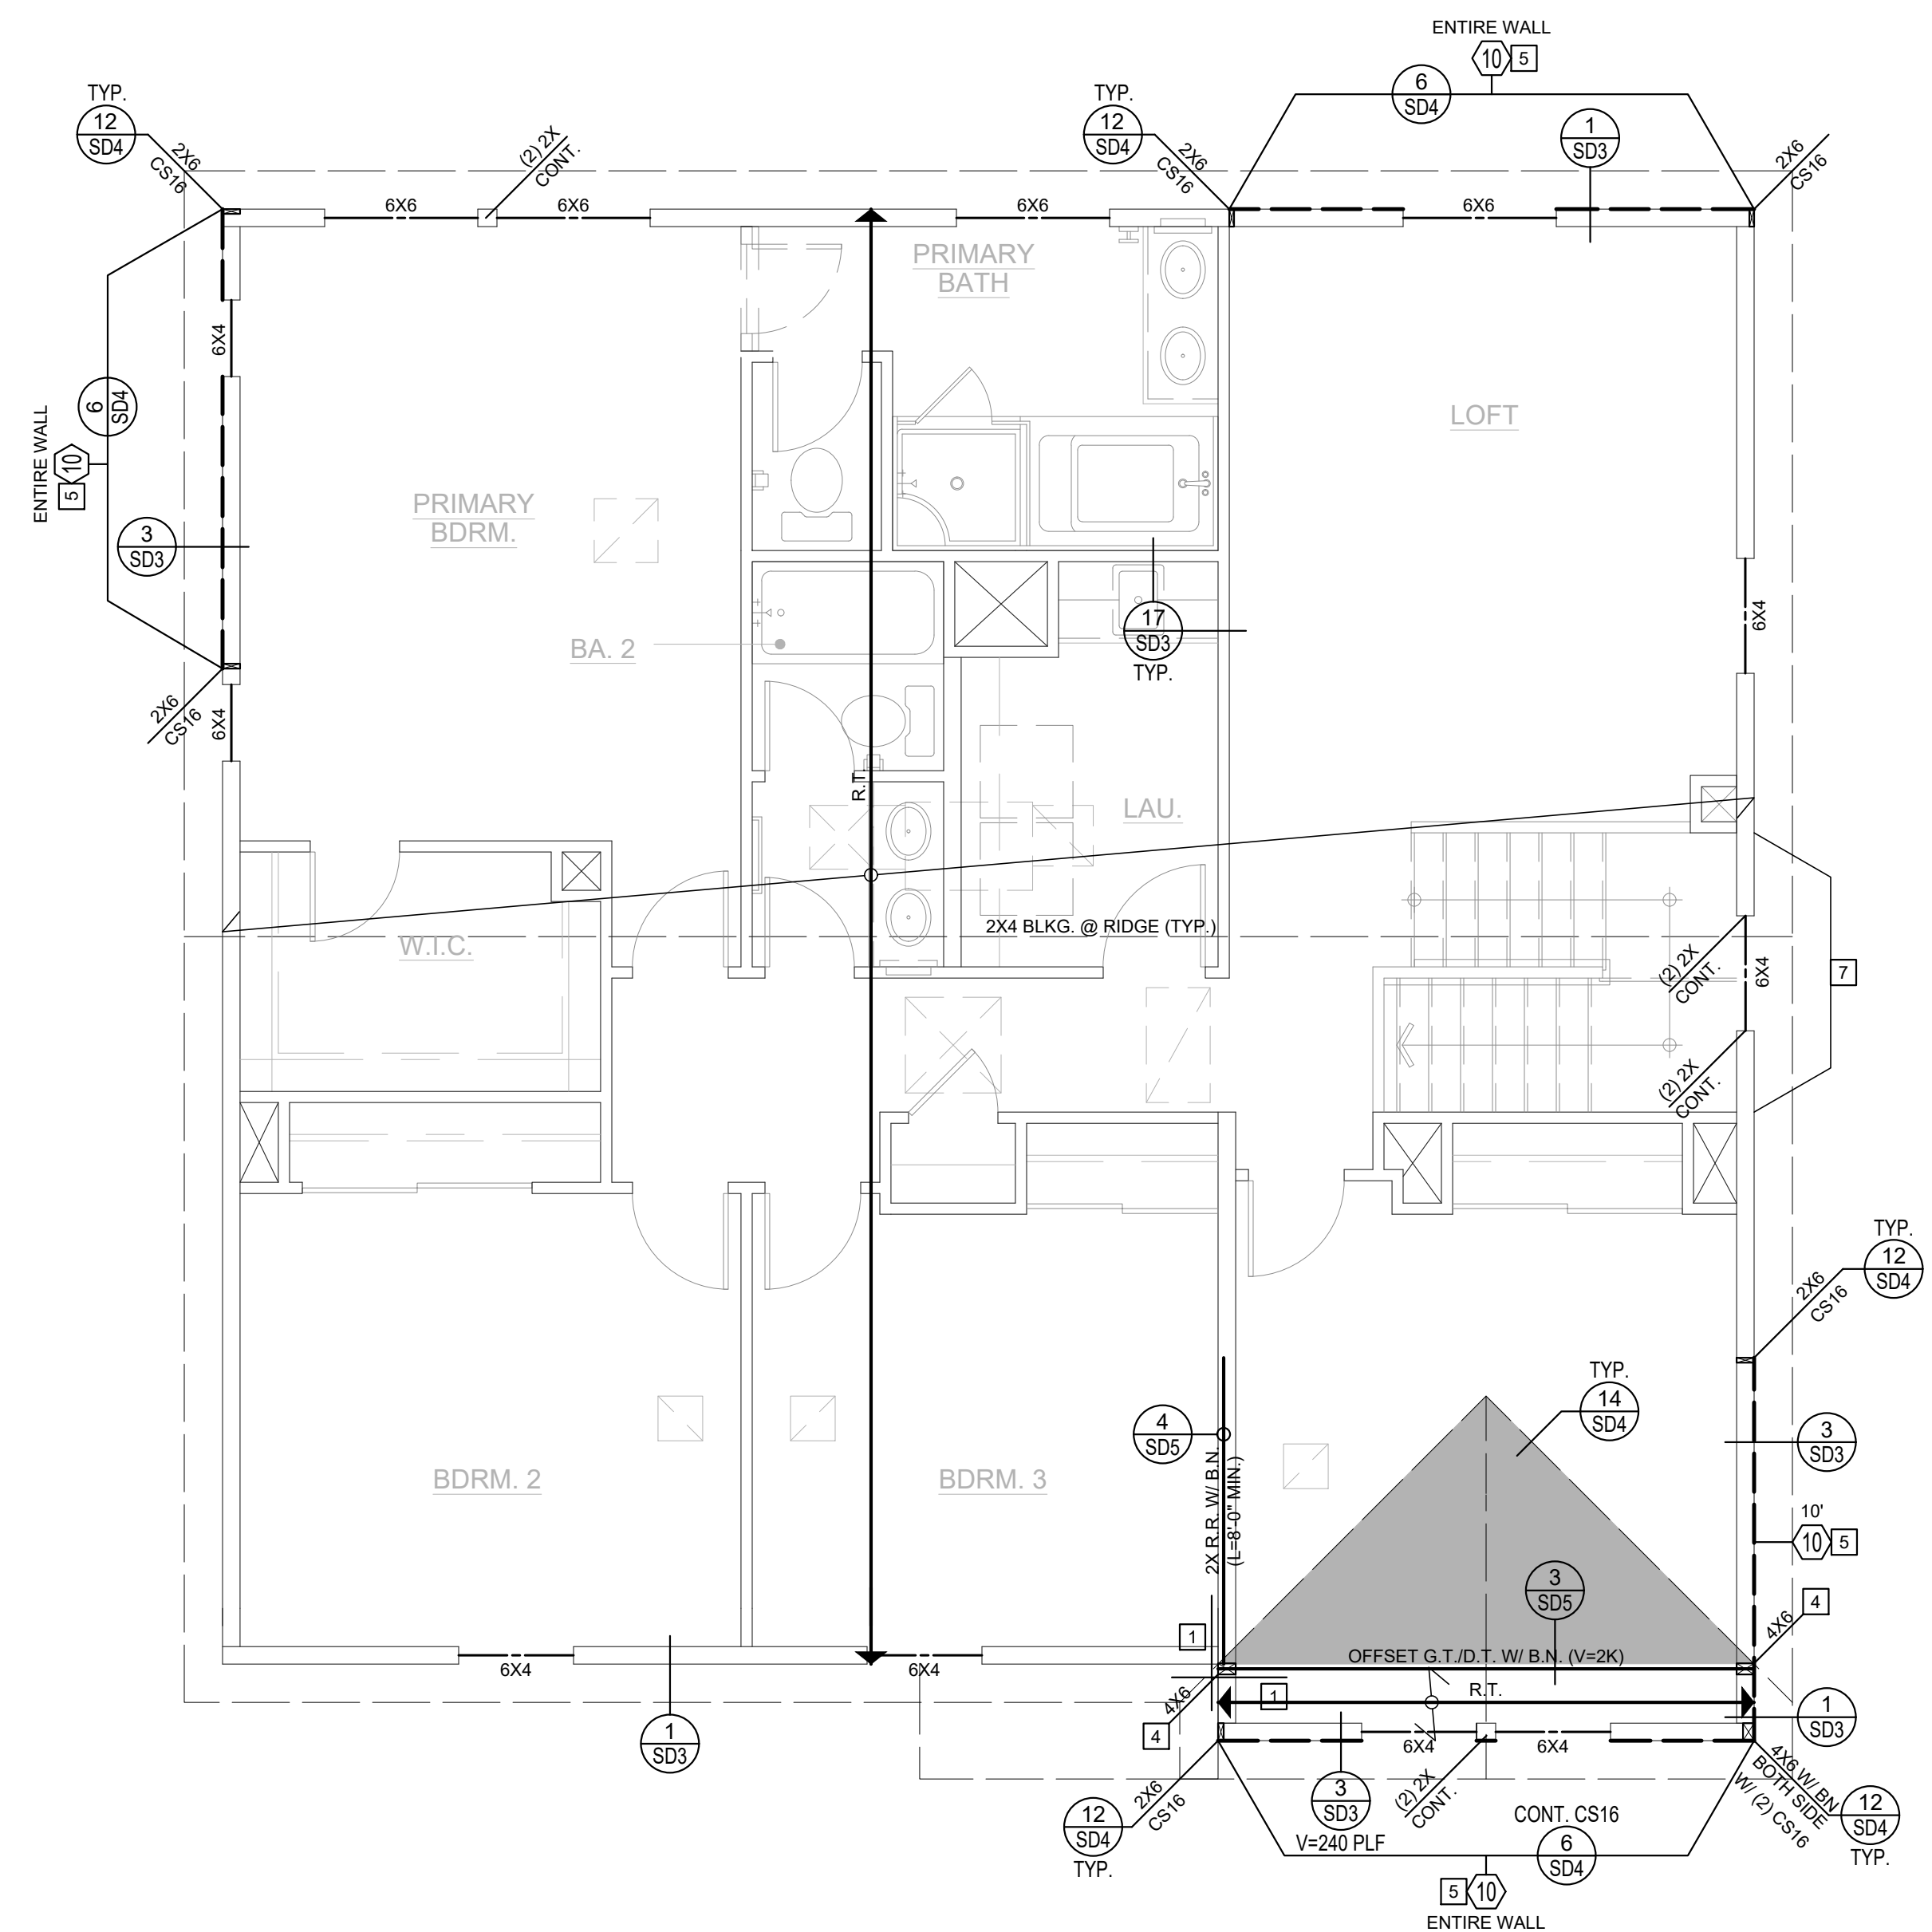 ENTIRE WALL
10 5
6
SD4
TYP.
12
SD4
2X6
CS16
(2) 2X
CONT.
TYP.
12
SD4
2X6
CS16
1
SD3
2X6
CS16
6X6
6X6
6X6
6X6
PRIMARY
BATH
6X4
6
SD4
ENTIRE WALL
10
5
LOFT
PRIMARY
BDRM.
3
SD3
17
SD3
TYP.
6X4
BA. 2
2X6
CS16
6X4
R.T.
LAU.
2X4 BLKG. @ RIDGE (TYP.)
W.I.C.
(2) 2X
CONT.
6X4
7
(2) 2X
CONT.
TYP.
12
SD4
2X6
CS16
TYP.
14
SD4
4
SD5
3
SD3
2X R.R. W/ B.N.
(L=8'-0" MIN.)
BDRM. 2
BDRM. 3
10'
10 5
3
SD5
4
4X6
1
OFFSET G.T./D.T. W/ B.N. (V=2K)
6X4
6X4
R.T.
1
4X6
4
1
SD3
1
SD3
6X4
6X4
2X6
CS16
12
SD4
TYP.
3
SD3
(2) 2X
CONT.
V=240 PLF
CONT. CS16
6
SD4
4X6 W/ BN
BOTH SIDE
W/ (2) CS16
12
SD4
TYP.
5 10
ENTIRE WALL